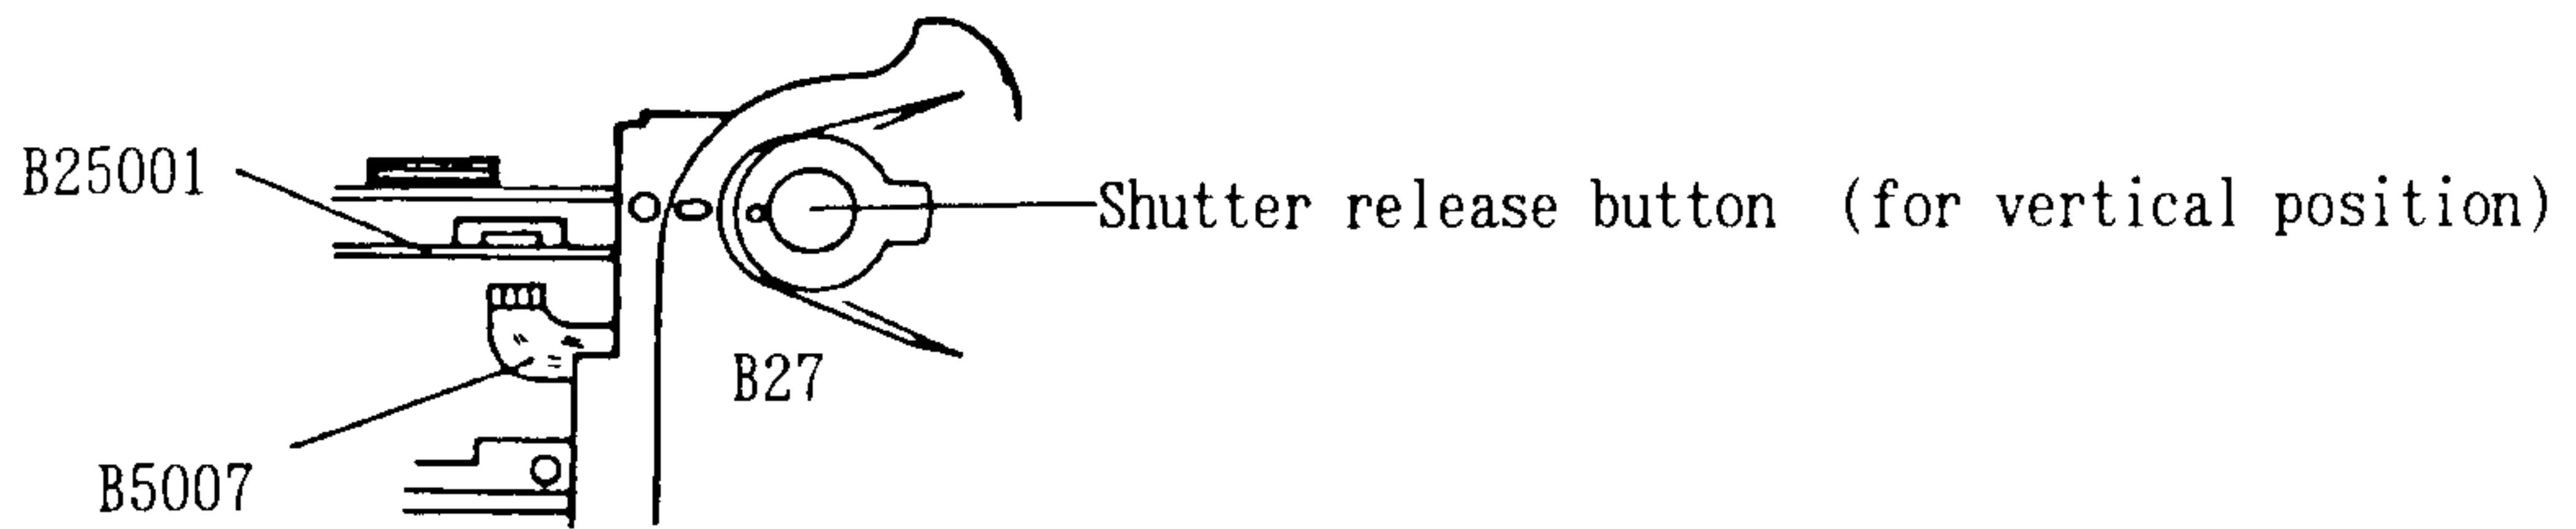 B25001
Shutter release button (for vertical position)
B27
B5007